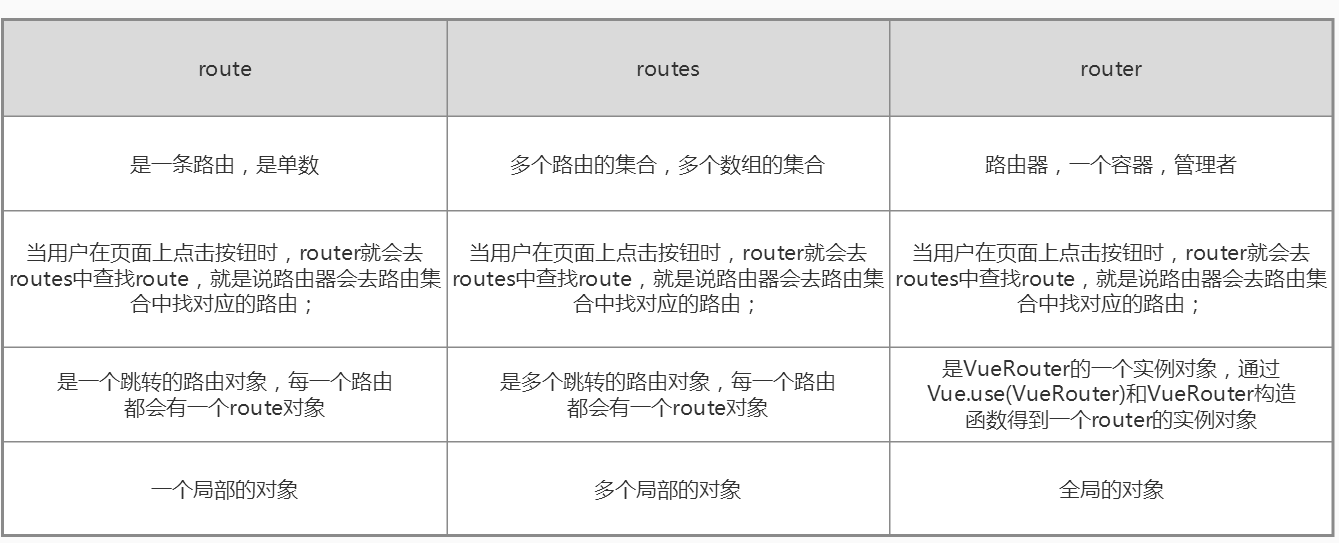 route
routes
router
是一条路由，是单数
多个路由的集合，多个数组的集合
路由器，一个容器，管理者
当用户在页面上点击按钮时，router就会去
routes中查找route，就是说路由器会去路由集
合中找对应的路由；
当用户在页面上点击按钮时，router就会去
routes中查找route，就是说路由器会去路由集
合中找对应的路由；
当用户在页面上点击按钮时，router就会去
routes中查找route，就是说路由器会去路由集
合中找对应的路由；
是一个跳转的路由对象，每一个路由
都会有一个route对象
是多个跳转的路由对象，每一个路由
都会有一个route对象
是VueRouter的一个实例对象，通过
Vue.use(VueRouter)和VueRouter构造
函数得到一个router的实例对象
一个局部的对象
多个局部的对象
全局的对象